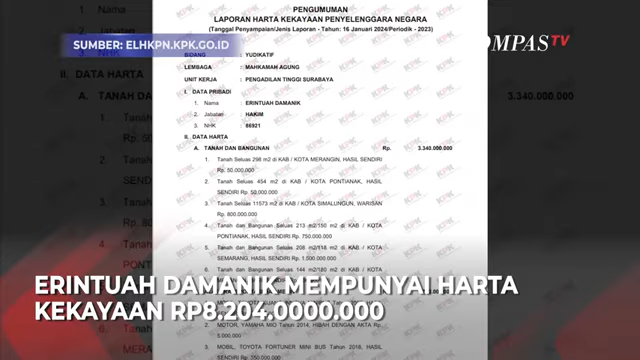 PENGUMUMAN
LAPORAN HARTA KEKAYAAN PENYELENGGARA NEGARA
(Tanggal Penyampaian/Jenis Laporan - Tahun: 16 Januari 2024/Periodik - 2023)
SUMBER: ELHKPN.KPK.GO.ID
KOMPAS TV
BIDANG : YUDIKATIF
LEMBAGA : MAHKAMAH AGUNG
UNIT KERJA : PENGADILAN TINGGI SURABAYA
I. DATA PRIBADI
1. Nama : ERINTUAH DAMANIK
2. Jabatan : HAKIM
3. NHK : 86921
II. DATA HARTA
A. TANAH DAN BANGUNAN Rp. 3.340.000.000
1. Tanah Seluas 298 m2 di KAB / KOTA MERANGIN, HASIL SENDIRI
Rp. 50.000.000
2. Tanah Seluas 454 m2 di KAB / KOTA PONTIANAK, HASIL
SENDIRI Rp. 50.000.000
3. Tanah Seluas 11573 m2 di KAB / KOTA SIMALUNGUN, WARISAN
Rp. 800.000.000
4. Tanah dan Bangunan Seluas 213 m2/150 m2 di KAB / KOTA
PONTIANAK, HASIL SENDIRI Rp. 750.000.000
5. Tanah dan Bangunan Seluas 208 m2/118 m2 di KAB / KOTA
SEMARANG, HASIL SENDIRI Rp. 1.500.000.000
6. Tanah dan Bangunan Seluas 144 m2/180 m2 di KAB / KOTA
ERINTUAH DAMANIK MEMPUNYAI HARTA
KEKAYAAN RP8.204.0000.000
2. MOTOR, YAMAHA MIO Tahun 2014, HIBAH DENGAN AKTA Rp.
5.000.000
3. MOBIL, TOYOTA FORTUNER MINI BUS Tahun 2016, HASIL
SENDIRI Rp. 350.000.000
II. DATA HARTA
A. TANAH DAN
3.340.000.000